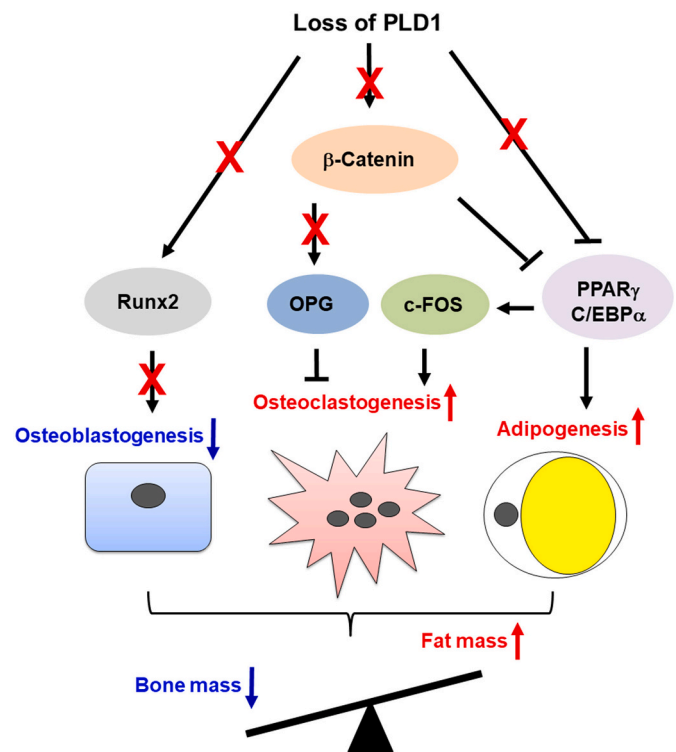 Loss of PLD1
X
X
X
β-Catenin
X
Runx2
OPG
c-FOS
PPARγ
C/EBPα
X
Osteoclastogenesis
Osteoblastogenesis
Adipogenesis
Fat mass
Bone mass